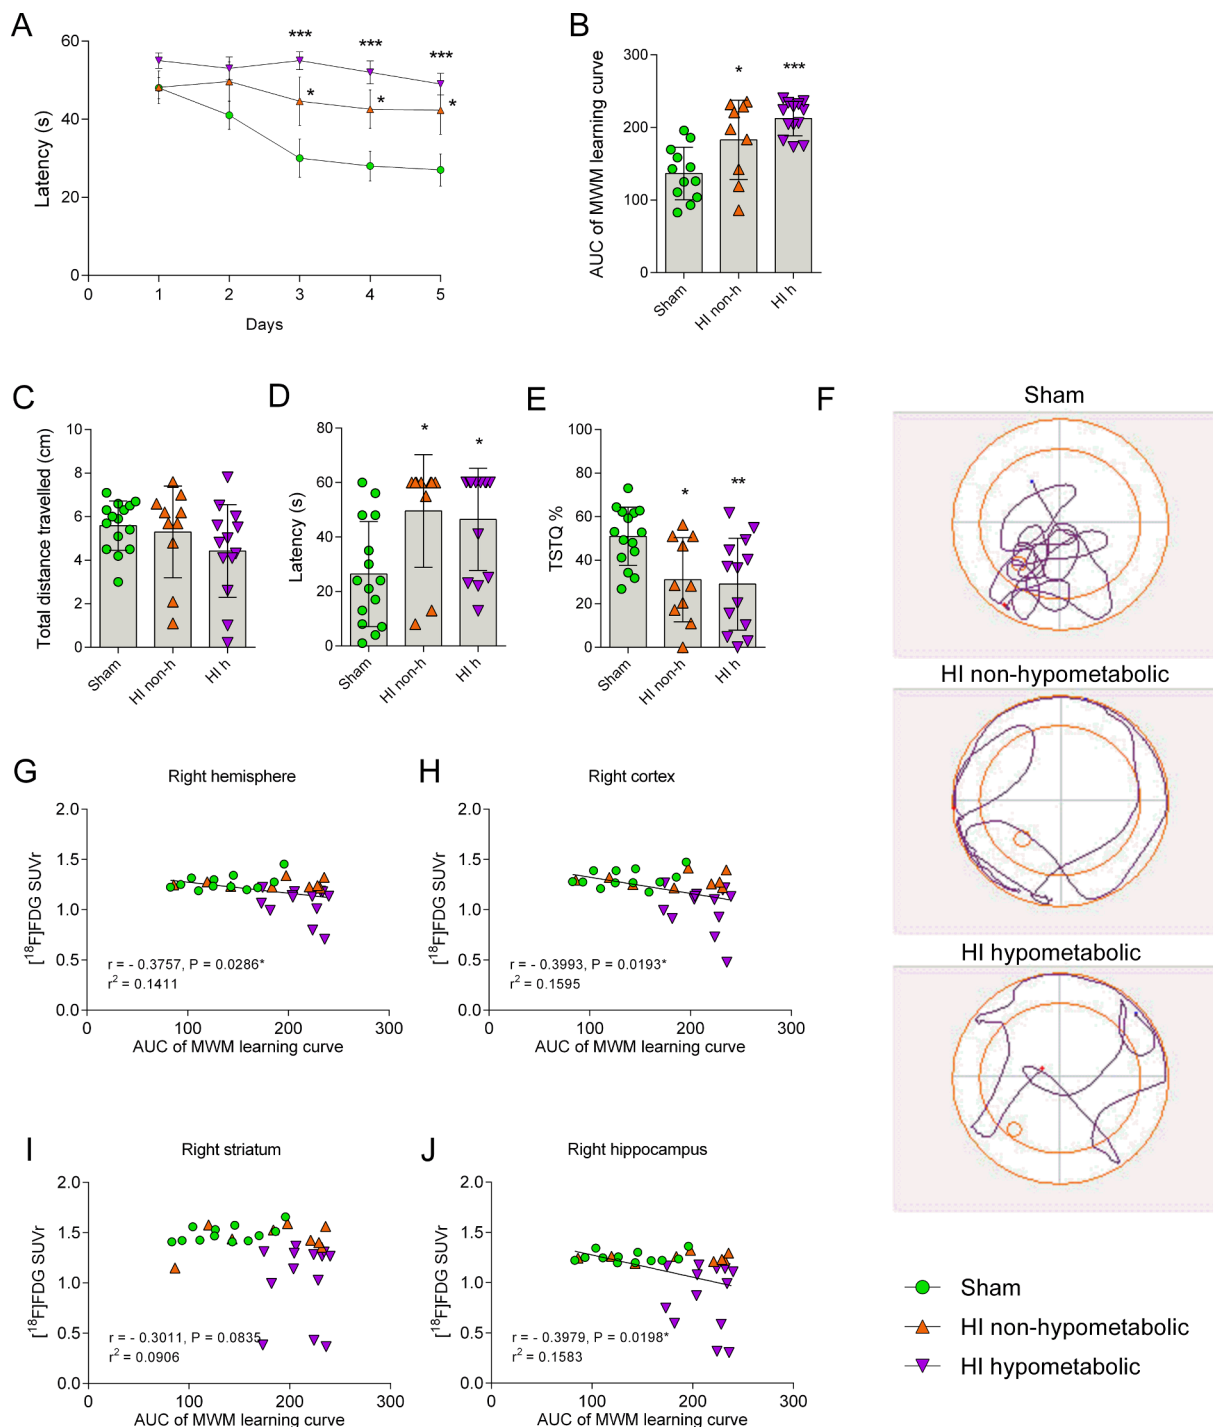 A
60
40
20
0
Latency (s)
0 1 2 3 4 5
Days
*** *** ***
* * *
B
300
200
100
0
AUC of MWM learning curve
* ***
Sham HI non-h HI h
C
10
8
6
4
2
0
Total distance travelled (cm)
Sham HI non-h HI h
D
80
60
40
20
0
Latency (s)
* *
Sham HI non-h HI h
E
100
80
60
40
20
0
TSTQ %
* **
Sham HI non-h HI h
F
Sham
HI non-hypometabolic
HI hypometabolic
G
Right hemisphere
2.0
1.5
1.0
0.5
0.0
[¹⁸F]FDG SUVr
r = - 0.3757, P = 0.0286*
r² = 0.1411
0 100 200 300
AUC of MWM learning curve
H
Right cortex
2.0
1.5
1.0
0.5
0.0
[¹⁸F]FDG SUVr
r = - 0.3993, P = 0.0193*
r² = 0.1595
0 100 200 300
AUC of MWM learning curve
I
Right striatum
2.0
1.5
1.0
0.5
0.0
[¹⁸F]FDG SUVr
r = - 0.3011, P = 0.0835
r² = 0.0906
0 100 200 300
AUC of MWM learning curve
J
Right hippocampus
2.0
1.5
1.0
0.5
0.0
[¹⁸F]FDG SUVr
r = - 0.3979, P = 0.0198*
r² = 0.1583
0 100 200 300
AUC of MWM learning curve
Sham
HI non-hypometabolic
HI hypometabolic